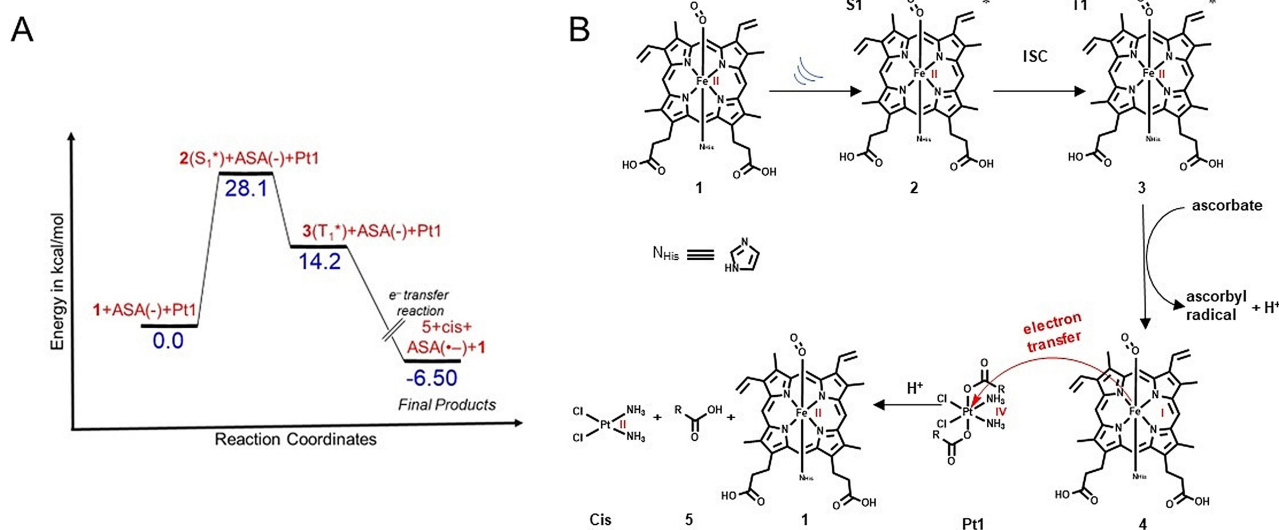 A
Energy in kcal/mol
2(S₁*)+ASA(-)+Pt1
28.1
3(T₁*)+ASA(-)+Pt1
14.2
1+ASA(-)+Pt1
0.0
e⁻ transfer
reaction
5+cis+
ASA(•–)+1
-6.50
Final Products
Reaction Coordinates
B
O
O
Fe II
N
N
N
N
NHis
HO
O
O
OH
1
S1
*
O
O
Fe II
N
N
N
N
NHis
HO
O
O
OH
2
ISC
T1
*
O
O
Fe II
N
N
N
N
NHis
HO
O
O
OH
3
NHis
N
HN
ascorbate
ascorbyl
radical + H⁺
electron
transfer
O
O
Fe I
N
N
N
N
NHis
HO
O
O
OH
4
O
O R
Cl NH₃
Pt IV
Cl NH₃
R O
O
Pt1
H⁺
O
O
Fe II
N
N
N
N
NHis
HO
O
O
OH
1
Cl NH₃
Pt II
Cl NH₃
Cis
+
R OH
O
+
5